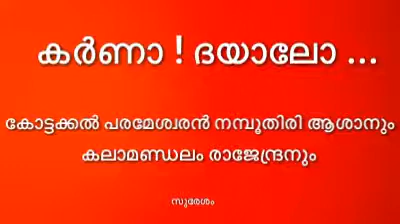 കർണാ ! ദയാലോ ...
കോട്ടക്കൽ പരമേശ്വരൻ നമ്പൂതിരി ആശാനും
കലാമണ്ഡലം രാജേന്ദ്രനും
സുരേശം